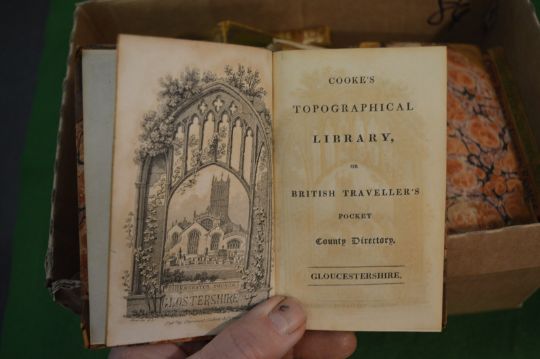 GLOSTERSHIRE
COOKE'S
TOPOGRAPHICAL
LIBRARY,
OR
BRITISH TRAVELLER'S
POCKET
County Directory.
GLOUCESTERSHIRE,